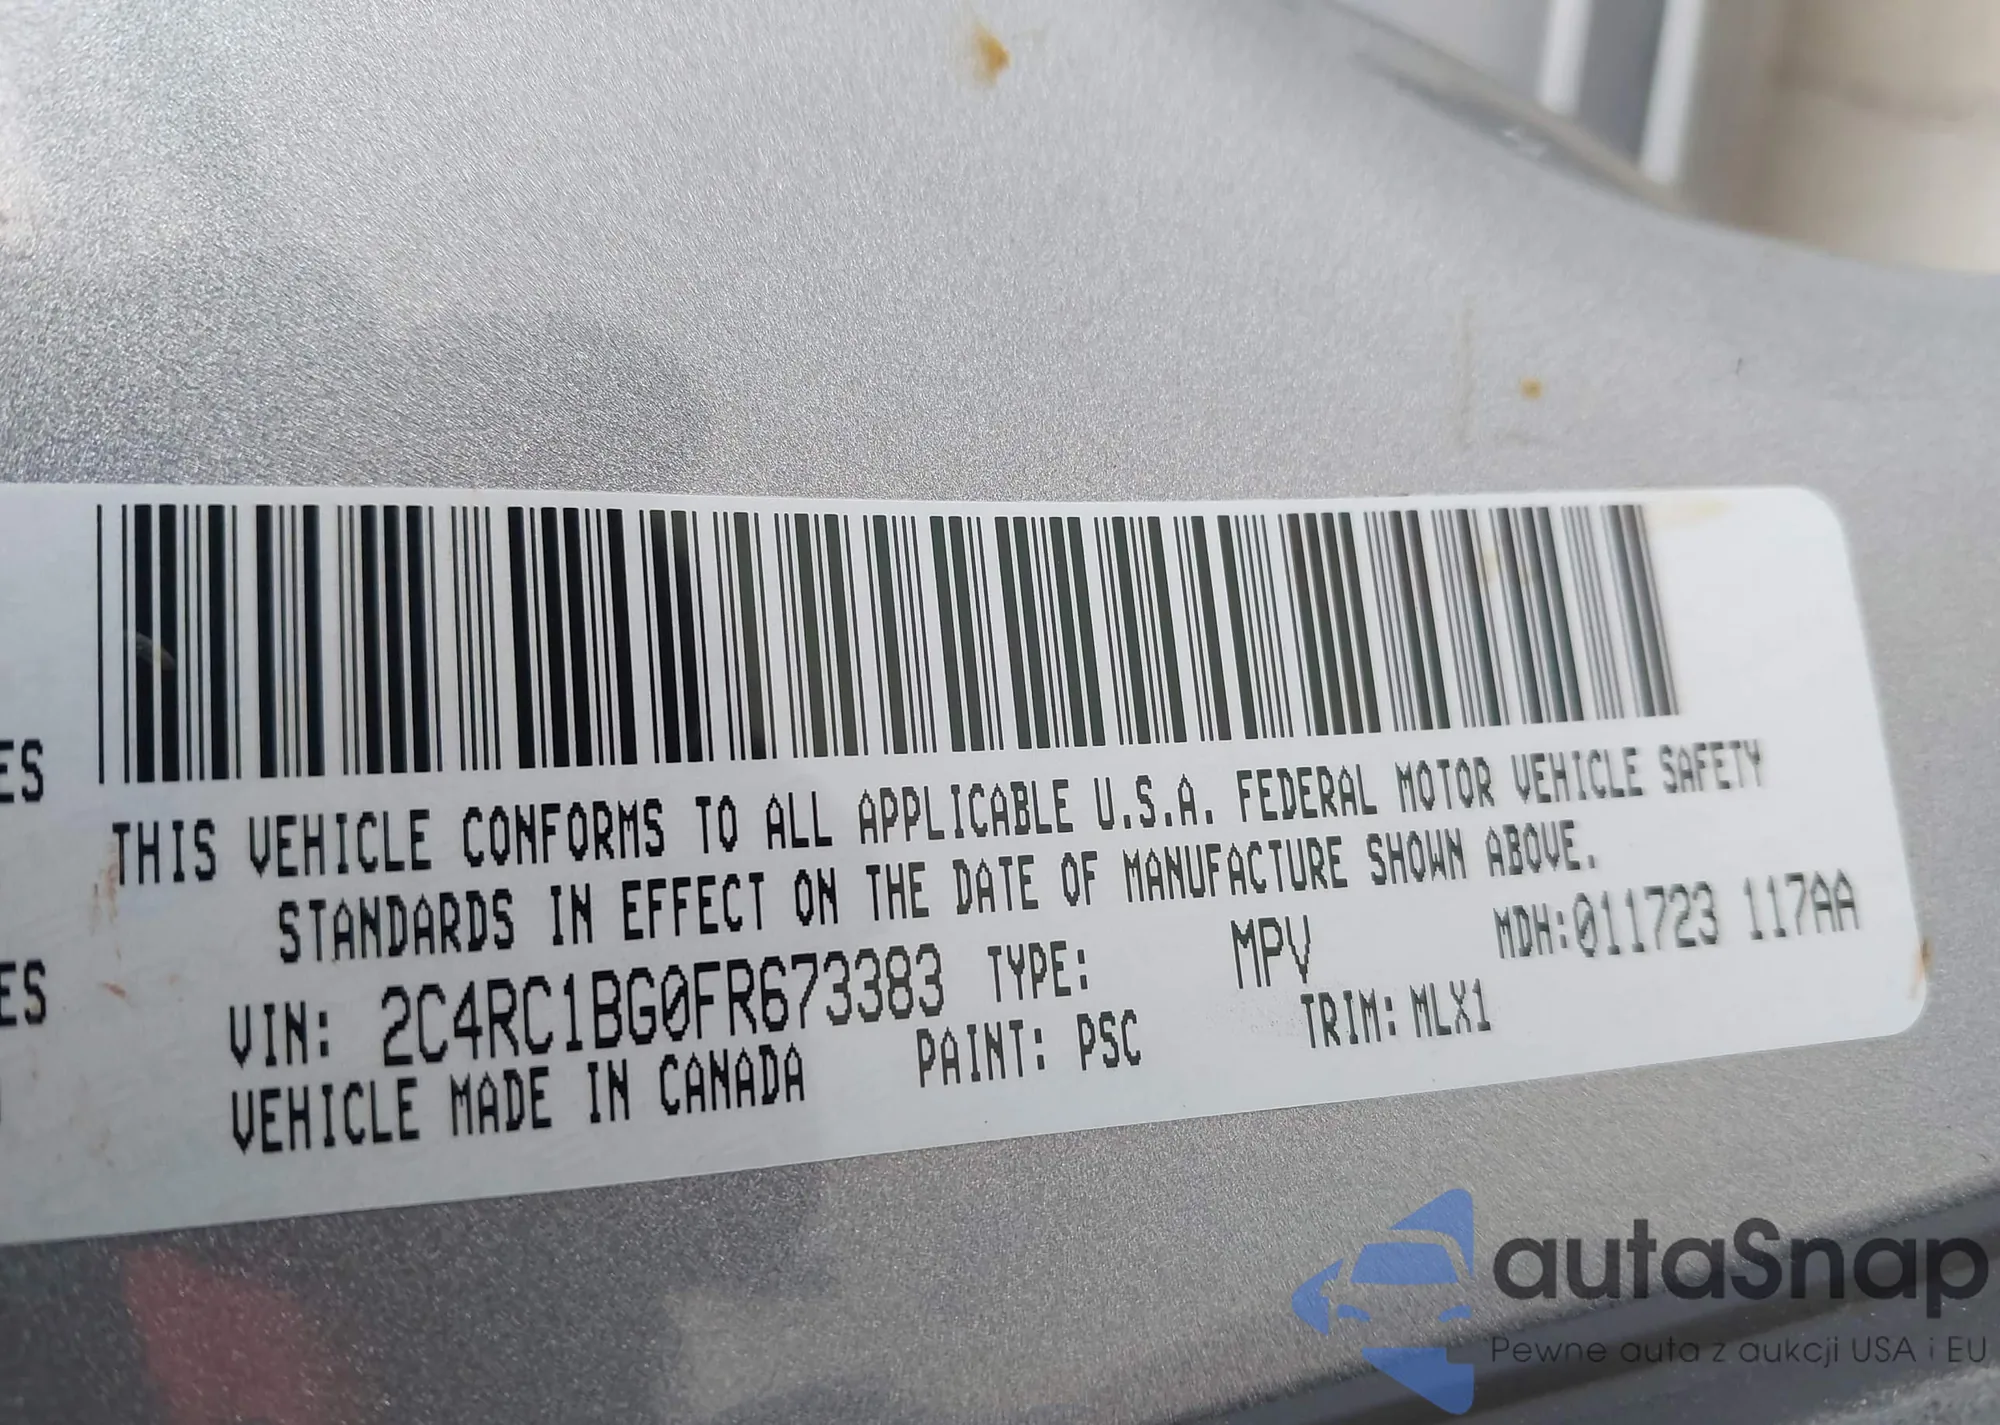 ES
THIS VEHICLE CONFORMS TO ALL APPLICABLE U.S.A. FEDERAL MOTOR VEHICLE SAFETY
STANDARDS IN EFFECT ON THE DATE OF MANUFACTURE SHOWN ABOVE.
ES
VIN: 2C4RC1BG0FR673383 TYPE: MPV MDH:011723 117AA
VEHICLE MADE IN CANADA PAINT: PSC TRIM: MLX1
autaSnap
Pewne auta z aukcji USA i EU